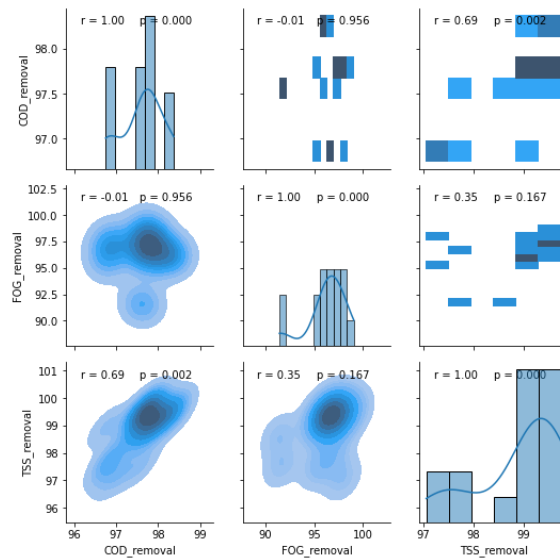 r = 1.00 p = 0.000
r = -0.01 p = 0.956
r = 0.69 p = 0.002
98.0
97.5
97.0
COD_removal
r = -0.01 p = 0.956
r = 1.00 p = 0.000
r = 0.35 p = 0.167
102.5
100.0
97.5
95.0
92.5
90.0
FOG_removal
r = 0.69 p = 0.002
r = 0.35 p = 0.167
r = 1.00 p = 0.000
101
100
99
98
97
96
TSS_removal
96 97 98 99
90 95 100
97 98 99
COD_removal
FOG_removal
TSS_removal